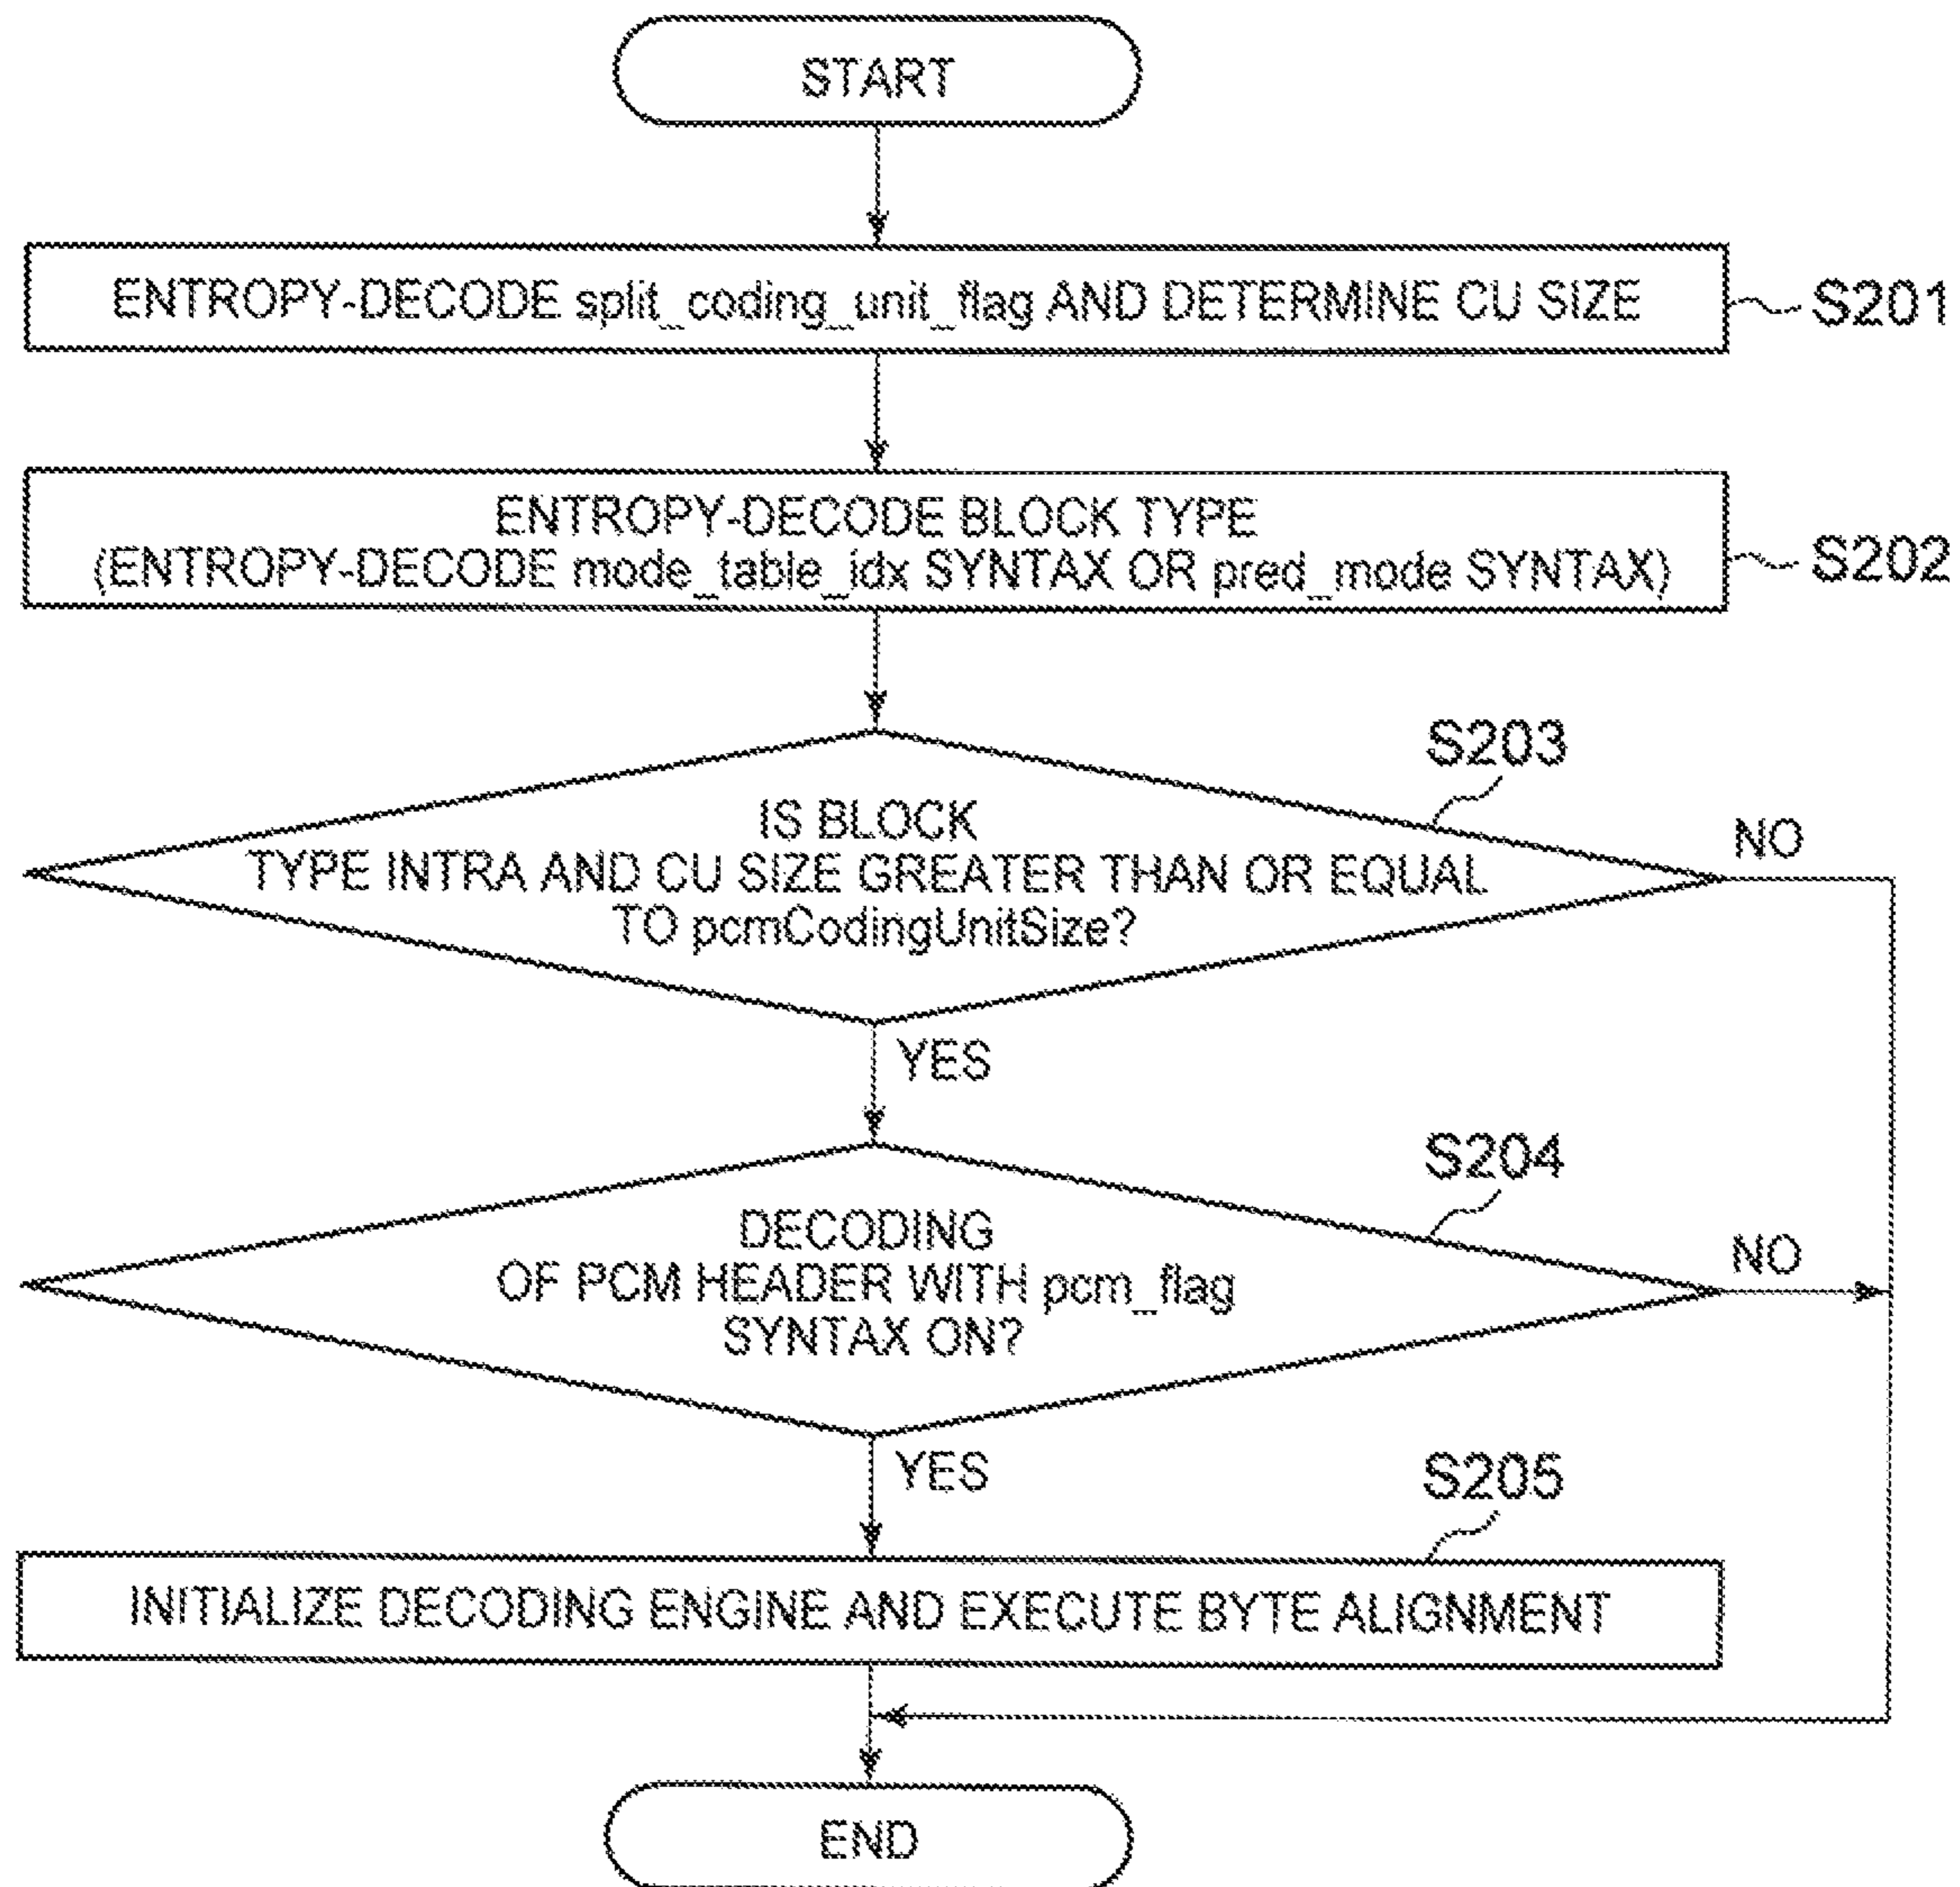 START
ENTROPY-DECODE split_coding_unit_flag AND DETERMINE CU SIZE
S201
ENTROPY-DECODE BLOCK TYPE
(ENTROPY-DECODE mode_table_idx SYNTAX OR pred_mode SYNTAX)
S202
S203
IS BLOCK
TYPE INTRA AND CU SIZE GREATER THAN OR EQUAL
TO pcmCodingUnitSize?
NO
YES
S204
DECODING
OF PCM HEADER WITH pcm_flag
SYNTAX ON?
NO
YES
S205
INITIALIZE DECODING ENGINE AND EXECUTE BYTE ALIGNMENT
END